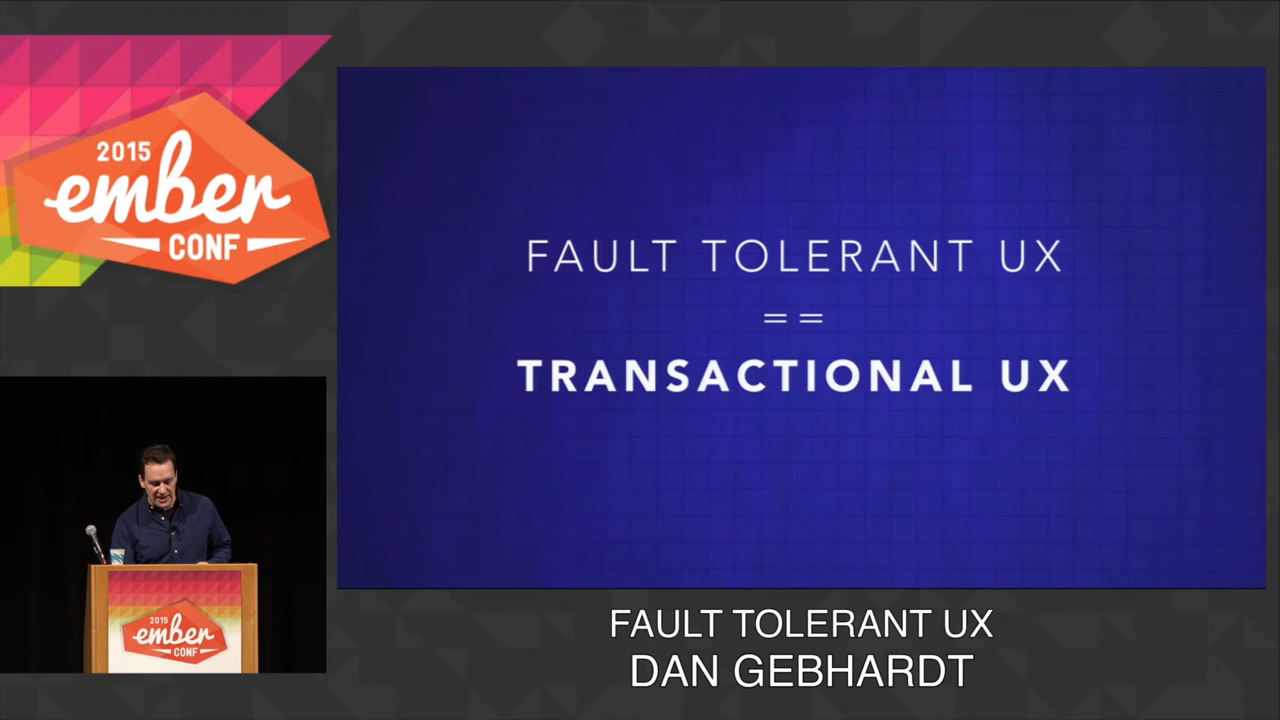 2015
ember
CONF
FAULT TOLERANT UX
==
TRANSACTIONAL UX
2015
ember
CONF
FAULT TOLERANT UX
DAN GEBHARDT